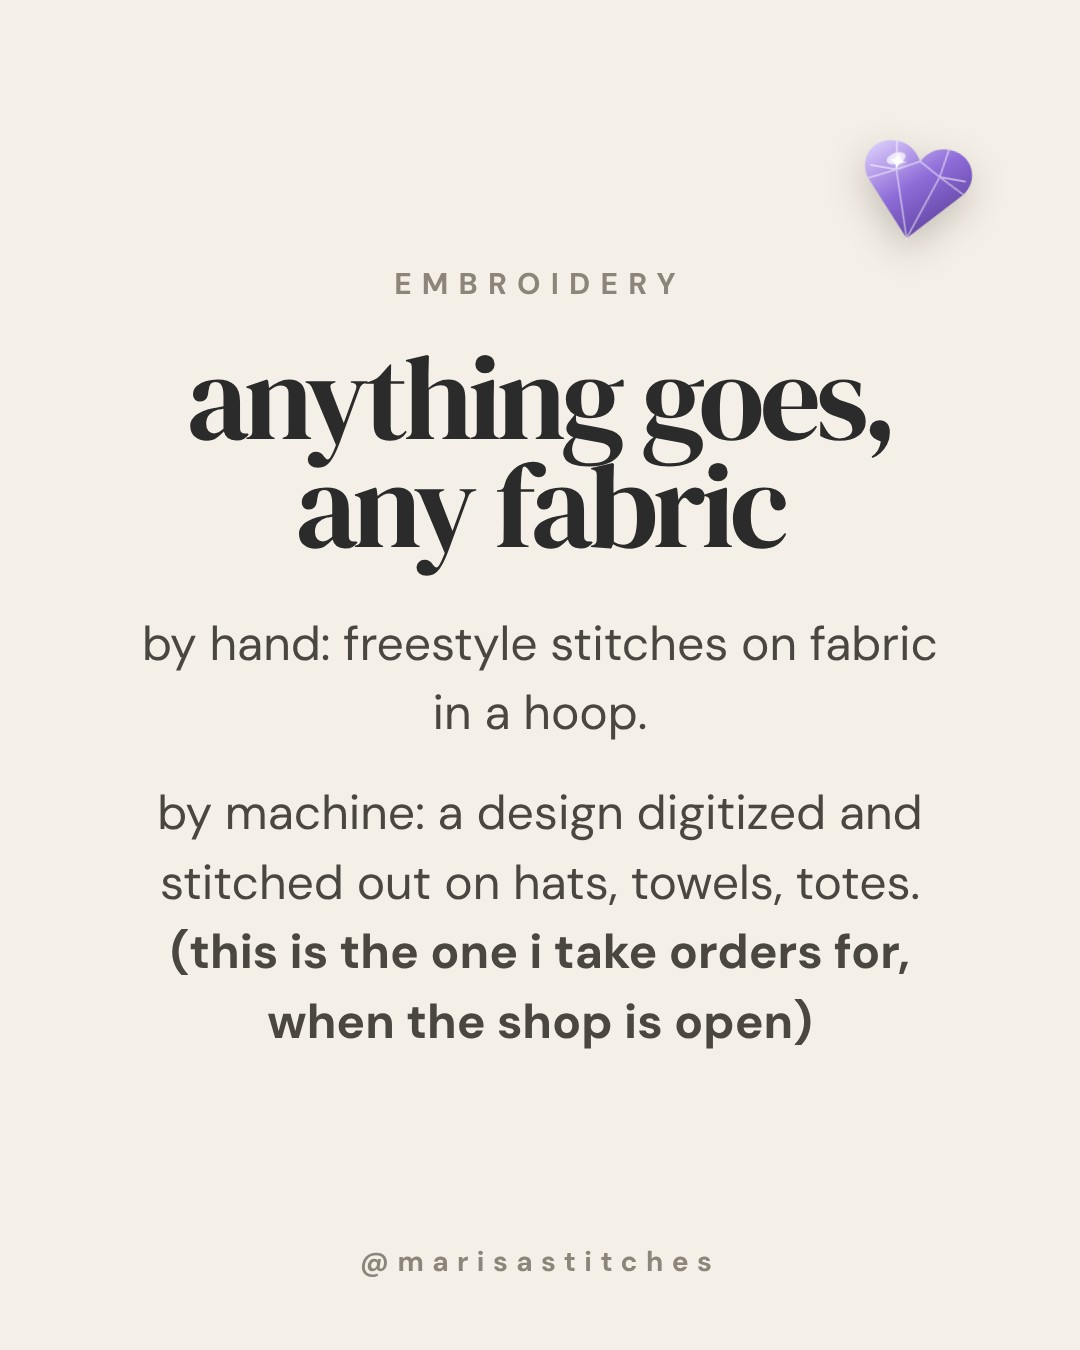 EMBROIDERY
anything goes,
any fabric
by hand: freestyle stitches on fabric
in a hoop.
by machine: a design digitized and
stitched out on hats, towels, totes.
(this is the one i take orders for,
when the shop is open)
@marisastitches